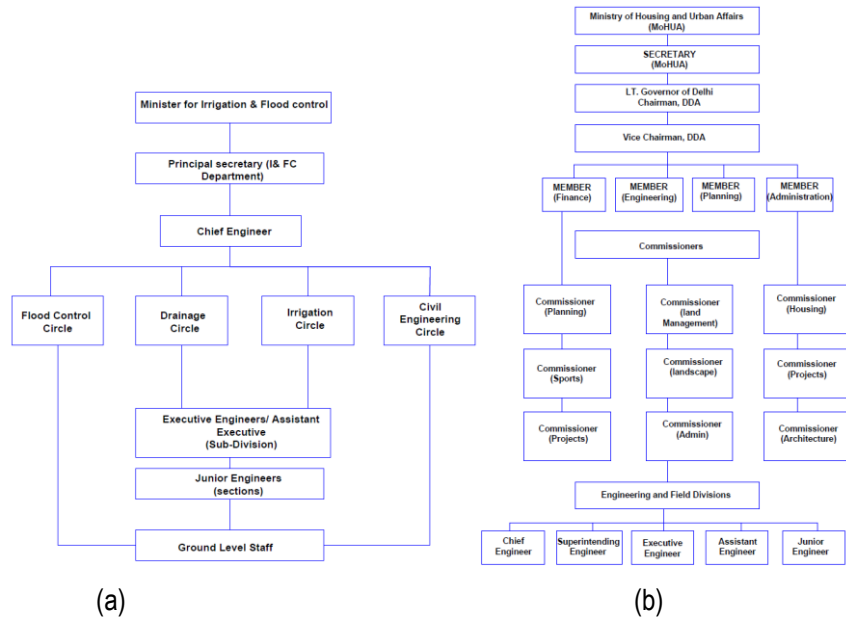 Minister for Irrigation & Flood control
Principal secretary (I& FC
Department)
Chief Engineer
Flood Control
Circle
Drainage
Circle
Irrigation
Circle
Civil
Engineering
Circle
Executive Engineers/ Assistant
Executive
(Sub-Division)
Junior Engineers
(sections)
Ground Level Staff
(a)
Ministry of Housing and Urban Affairs
(MoHUA)
SECRETARY
(MoHUA)
LT. Governor of Delhi
Chairman, DDA
Vice Chairman, DDA
MEMBER
(Finance)
MEMBER
(Engineering)
MEMBER
(Planning)
MEMBER
(Administration)
Commissioners
Commissioner
(Planning)
Commissioner
(land
Management)
Commissioner
(Housing)
Commissioner
(Sports)
Commissioner
(landscape)
Commissioner
(Projects)
Commissioner
(Projects)
Commissioner
(Admin)
Commissioner
(Architecture)
Engineering and Field Divisions
Chief
Engineer
Superintending
Engineer
Executive
Engineer
Assistant
Engineer
Junior
Engineer
(b)